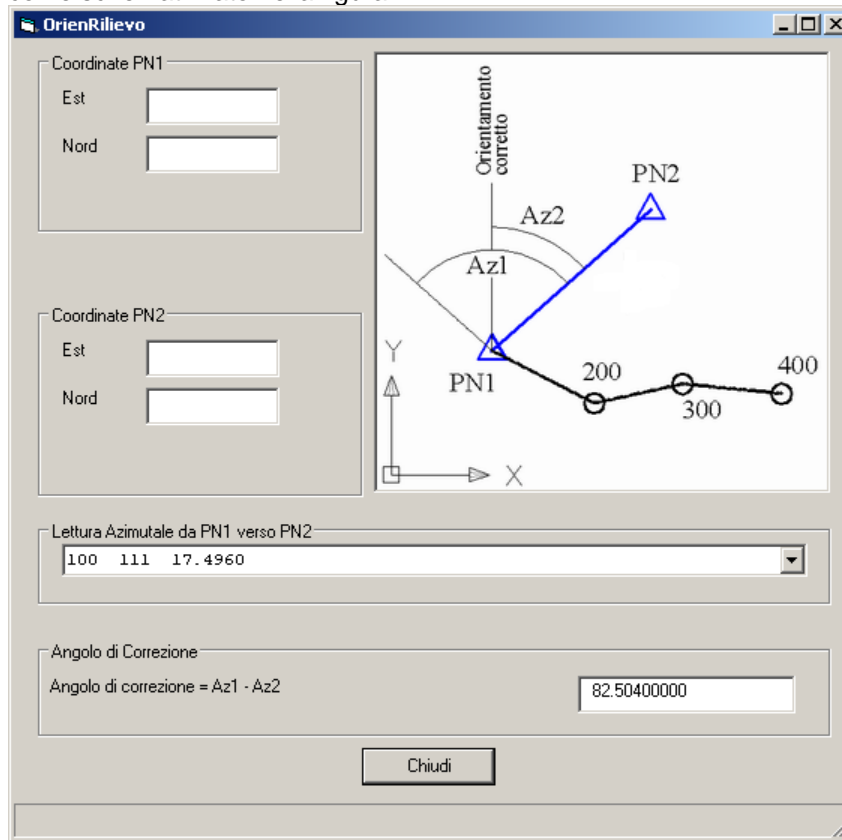 OrienRilievo
Coordinate PN1
Est
Nord
Orientamento
corretto
PN2
Az2
Az1
PN1
200
300
400
Y
X
Coordinate PN2
Est
Nord
Lettura Azimutale da PN1 verso PN2
100 111 17.4960
Angolo di Correzione
Angolo di correzione = Az1 - Az2
82.50400000
Chiudi